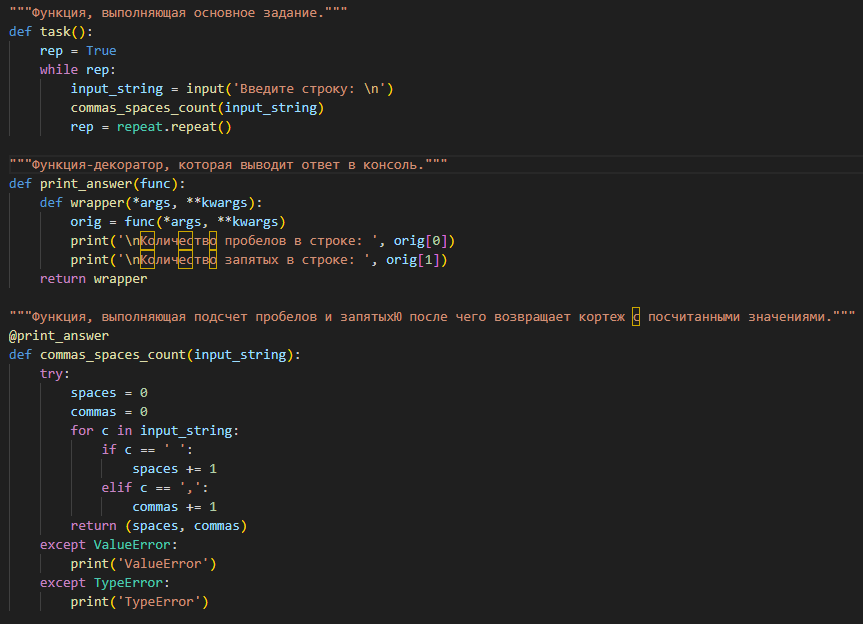 """Функция, выполняющая основное задание."""
def task():
    rep = True
    while rep:
        input_string = input('Введите строку: \n')
        commas_spaces_count(input_string)
        rep = repeat.repeat()
"""Функция-декоратор, которая выводит ответ в консоль."""
def print_answer(func):
    def wrapper(*args, **kwargs):
        orig = func(*args, **kwargs)
        print('\nКоличество пробелов в строке: ', orig[0])
        print('\nКоличество запятых в строке: ', orig[1])
    return wrapper
"""Функция, выполняющая подсчет пробелов и запятыхЮ после чего возвращает кортеж с посчитанными значениями."""
@print_answer
def commas_spaces_count(input_string):
    try:
        spaces = 0
        commas = 0
        for c in input_string:
            if c == ' ':
                spaces += 1
            elif c == ',':
                commas += 1
        return (spaces, commas)
    except ValueError:
        print('ValueError')
    except TypeError:
        print('TypeError')